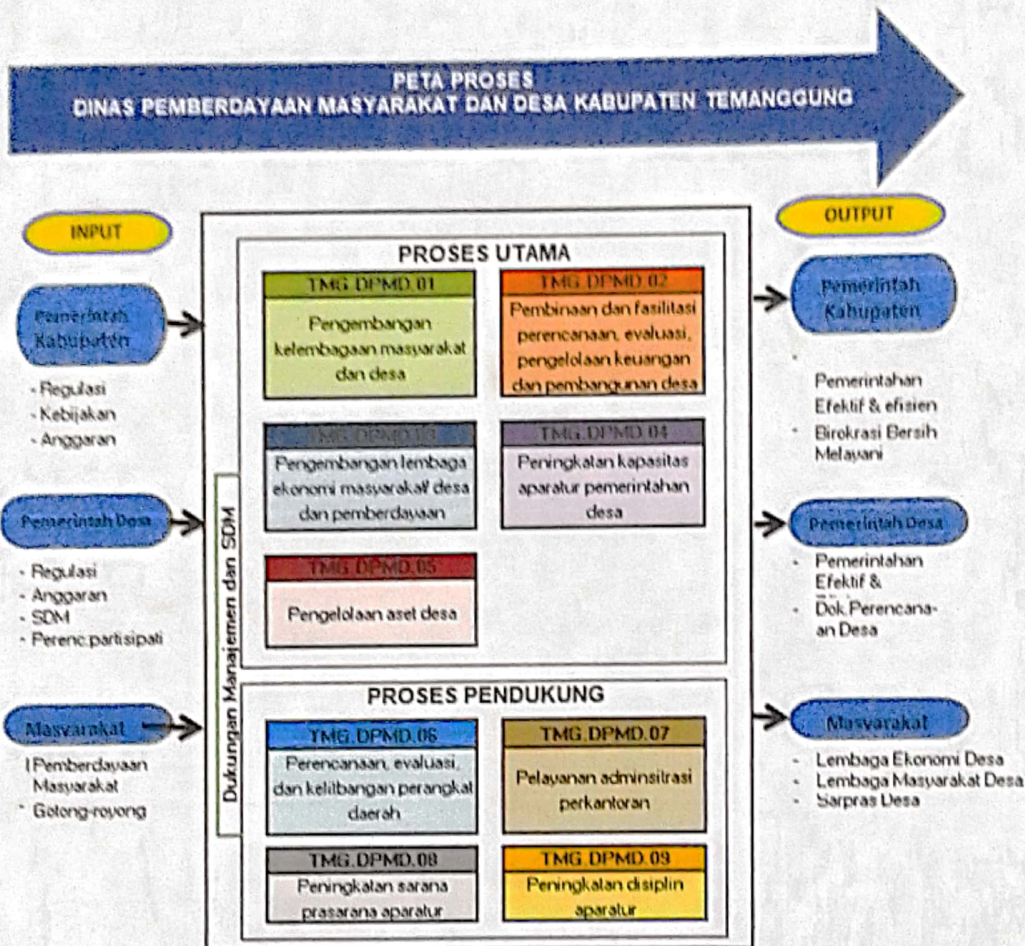 PETA PROSES
DINAS PEMBERDAYAAN MASYARAKAT DAN DESA KABUPATEN TEMANGGUNG
INPUT
Pemerintah
Kabupaten
- Regulasi
- Kebijakan
- Anggaran
Pemerintah Desa
- Regulasi
- Anggaran
- SDM
- Perenc.partisipati
Masyarakat
Pemberdayaan
Masyarakat
Gotong-royong
Dukungan Manajemen dan SDM
PROSES UTAMA
TMG.DPMD.01
Pengembangan
kelembagaan masyarakat
dan desa
TMG.DPMD.02
Pembinaan dan fasilitasi
perencanaan, evaluasi,
pengelolaan keuangan
dan pembangunan desa
TMG.DPMD.03
Pengembangan lembaga
ekonomi masyarakat/ desa
dan pemberdayaan
TMG.DPMD.04
Peningkatan kapasitas
aparatur pemerintahan
desa
TMG.DPMD.05
Pengelolaan aset desa
PROSES PENDUKUNG
TMG.DPMD.06
Perencanaan, evaluasi,
dan kelitbangan perangkat
daerah
TMG.DPMD.07
Pelayanan adminsitrasi
perkantoran
TMG.DPMD.08
Peningkatan sarana
prasarana aparatur
TMG.DPMD.09
Peningkatan disiplin
aparatur
OUTPUT
Pemerintah
Kabupaten
Pemerintahan
Efektif & efisien
Birokrasi Bersih
Melayani
Pemerintah Desa
- Pemerintahan
Efektif &
- Dok.Perencana-
an Desa
Masyarakat
- Lembaga Ekonomi Desa
- Lembaga Masyarakat Desa
- Sarpras Desa